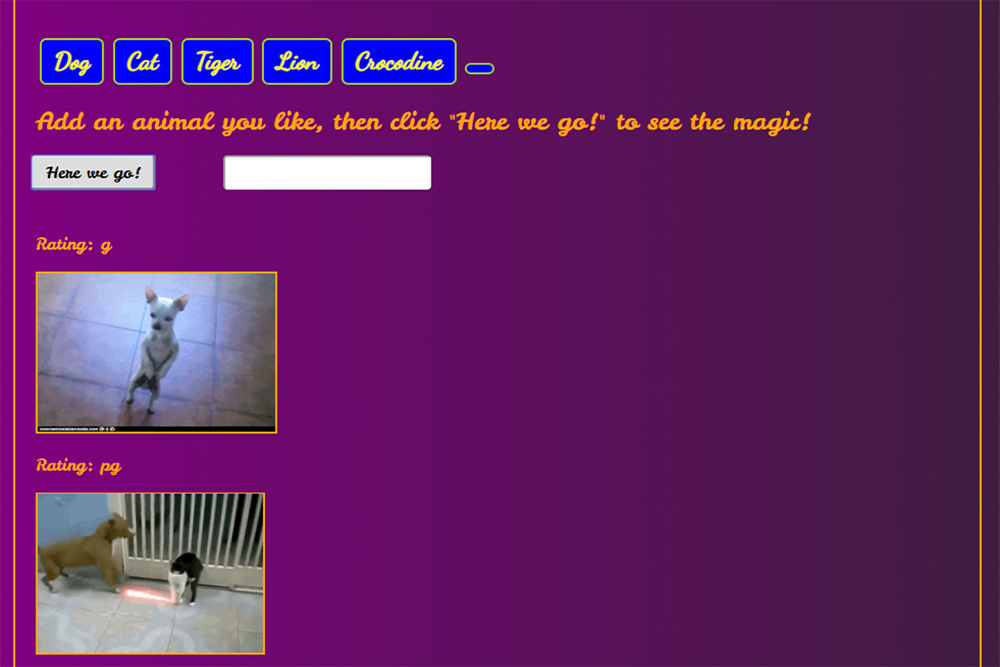 Dog Cat Tiger Lion Crocodine
Add an animal you like, then click "Here we go!" to see the magic!
Here we go!
Rating: g
Rating: pg